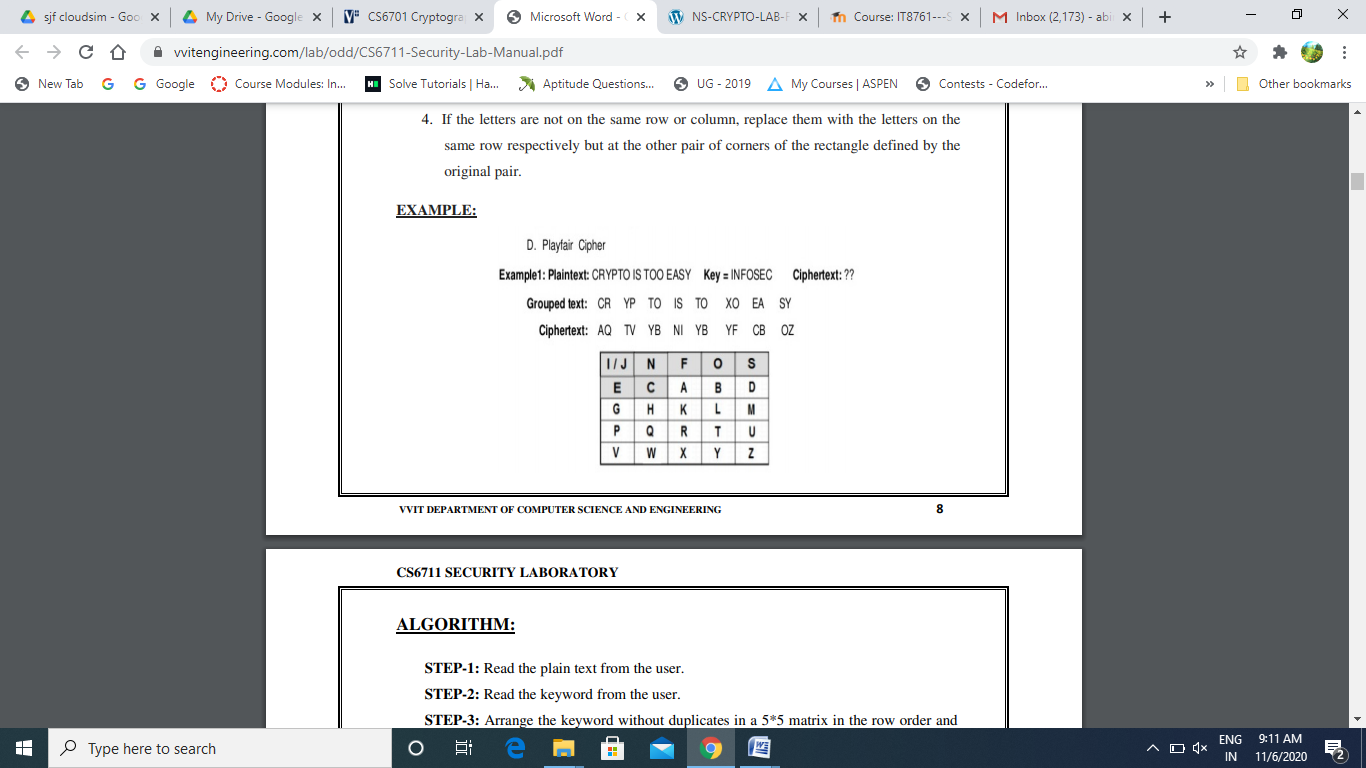 sjf cloudsim - Goo
My Drive - Google
CS6701 Cryptogra
Microsoft Word -
NS-CRYPTO-LAB-
Course: IT8761---S
Inbox (2,173) - abi
vvitengineering.com/lab/odd/CS6711-Security-Lab-Manual.pdf
New Tab
Google
Course Modules: In...
Solve Tutorials | Ha...
Aptitude Questions...
UG - 2019
My Courses | ASPEN
Contests - Codefor...
»
Other bookmarks
4. If the letters are not on the same row or column, replace them with the letters on the
same row respectively but at the other pair of corners of the rectangle defined by the
original pair.
EXAMPLE:
D. Playfair Cipher
Example1: Plaintext: CRYPTO IS TOO EASY Key = INFOSEC Ciphertext: ??
Grouped text: CR YP TO IS TO XO EA SY
Ciphertext: AQ TV YB NI YB YF CB OZ
I / J N F O S
E C A B D
G H K L M
P Q R T U
V W X Y Z
VVIT DEPARTMENT OF COMPUTER SCIENCE AND ENGINEERING 8
CS6711 SECURITY LABORATORY
ALGORITHM:
STEP-1: Read the plain text from the user.
STEP-2: Read the keyword from the user.
STEP-3: Arrange the keyword without duplicates in a 5*5 matrix in the row order and
Type here to search
ENG
IN
9:11 AM
11/6/2020
2